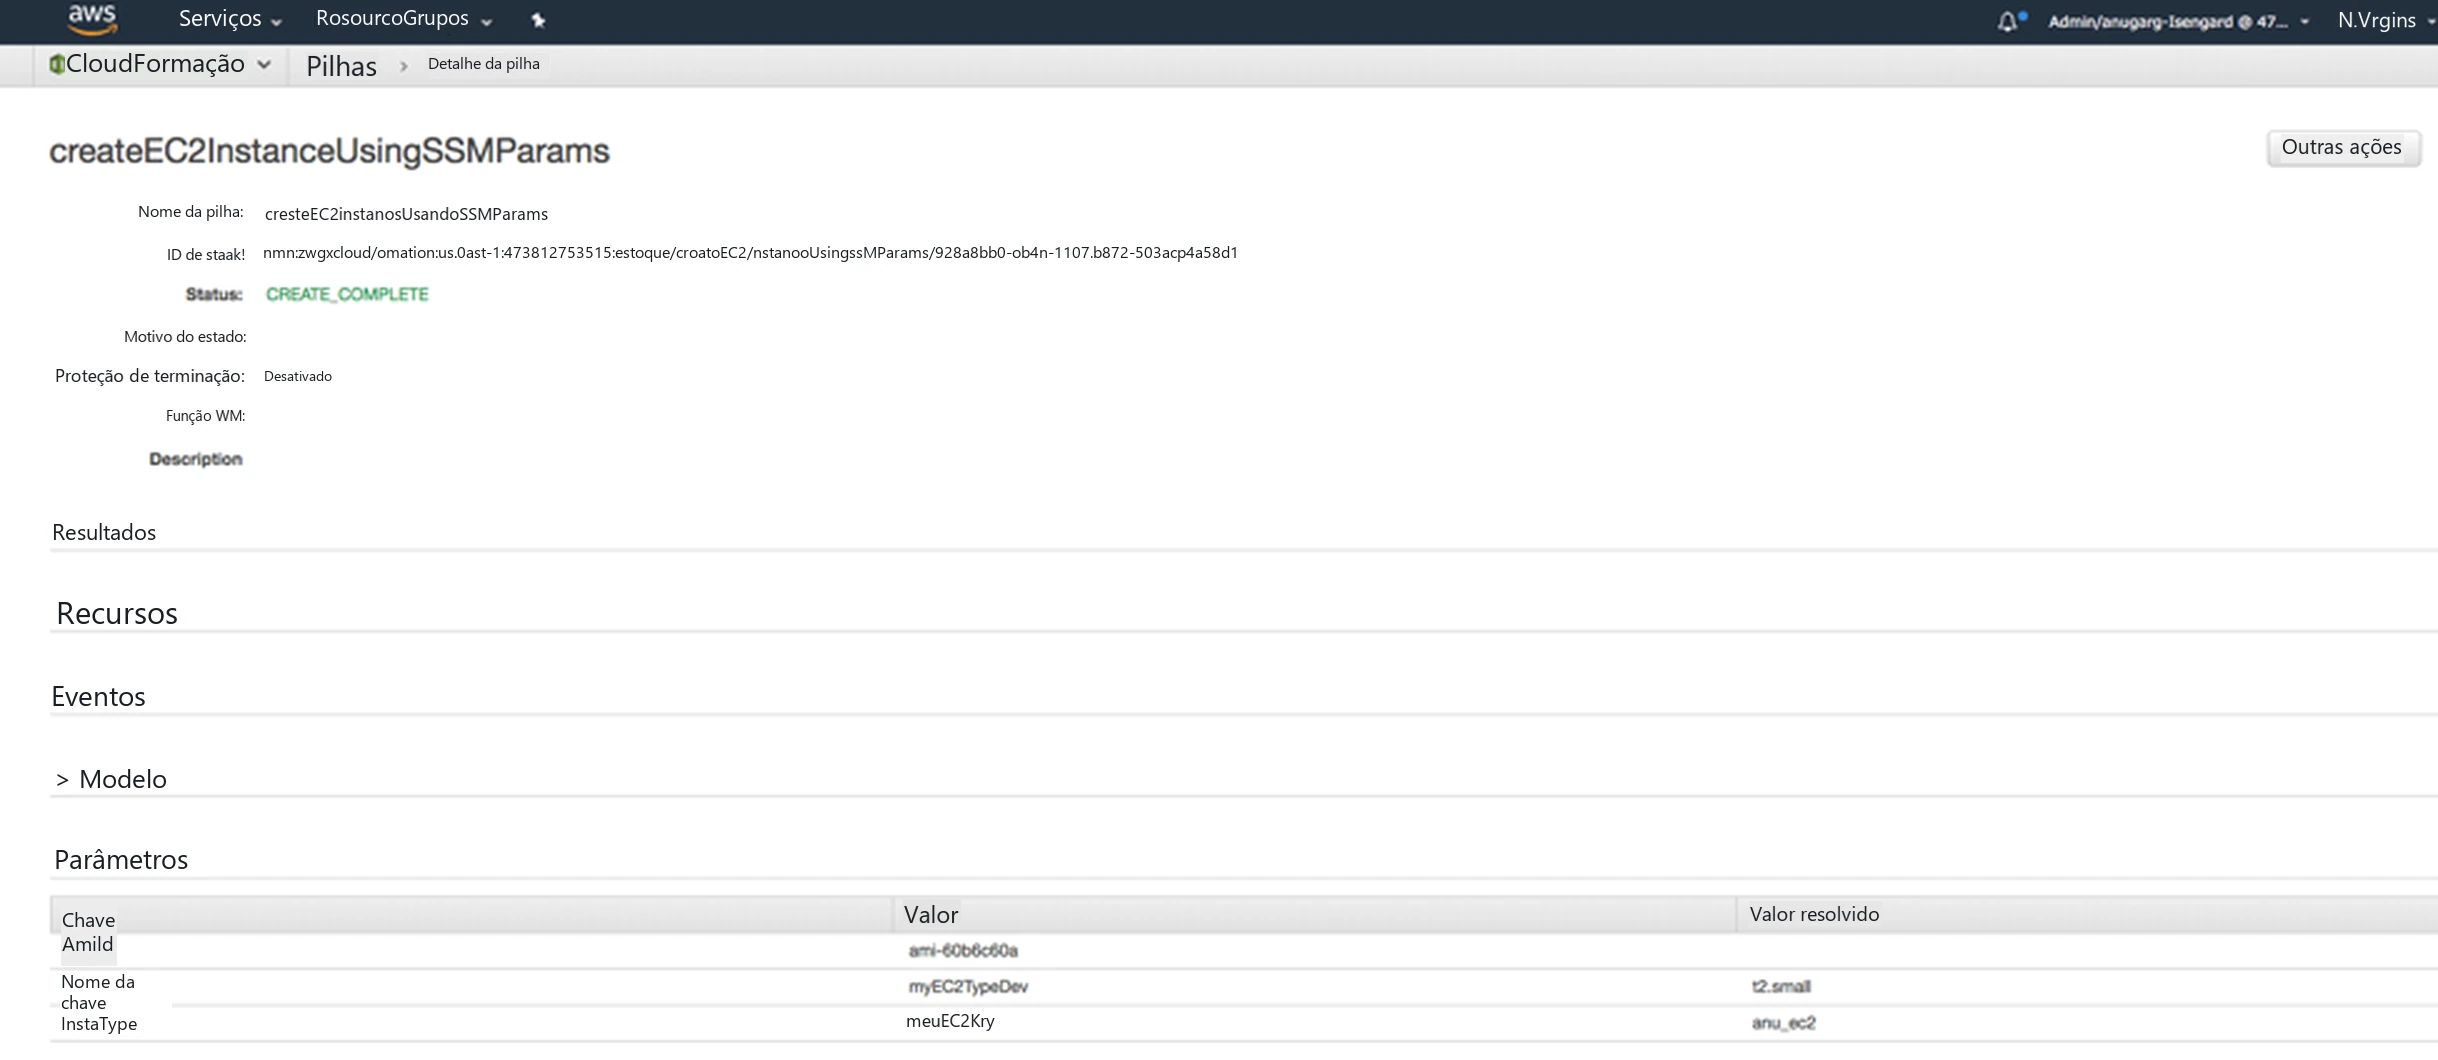 aws Serviços RosourcoGrupos Admin/anugarg-Isengard @ 47... N.Vrgins
CloudFormação Pilhas > Detalhe da pilha
createEC2InstanceUsingSSMParams Outras ações
Nome da pilha: cresteEC2instanosUsandoSSMParams
ID de staak! nmn:zwgxcloud/omation:us.0ast-1:473812753515:estoque/croatoEC2/nstanooUsingssMParams/928a8bb0-ob4n-1107.b872-503acp4a58d1
Status: CREATE_COMPLETE
Motivo do estado:
Proteção de terminação: Desativado
Função WM:
Description
Resultados
Recursos
Eventos
> Modelo
Parâmetros
Chave Valor Valor resolvido
Amild ami-60b6c60a
Nome da chave myEC2TypeDev t2.small
InstaType meuEC2Kry anu_ec2